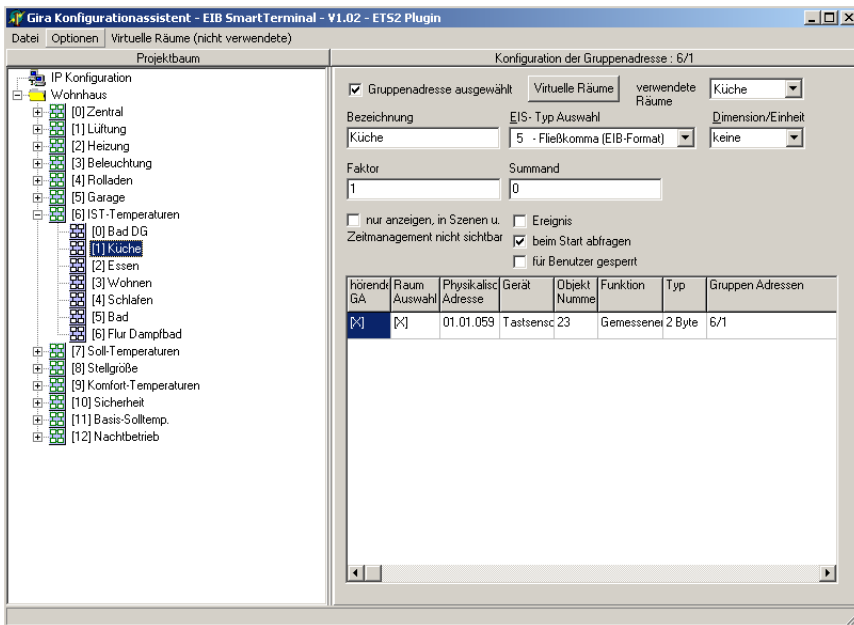 Gira Konfigurationassistent - EIB SmartTerminal - V1.02 - ETS2 Plugin
Datei Optionen Virtuelle Räume (nicht verwendete)
Projektbaum
IP Konfiguration
Wohnhaus
[0] Zentral
[1] Lüftung
[2] Heizung
[3] Beleuchtung
[4] Rolladen
[5] Garage
[6] IST-Temperaturen
[0] Bad DG
[1] Küche
[2] Essen
[3] Wohnen
[4] Schlafen
[5] Bad
[6] Flur Dampfbad
[7] Soll-Temperaturen
[8] Stellgröße
[9] Komfort-Temperaturen
[10] Sicherheit
[11] Basis-Solltemp.
[12] Nachtbetrieb
Konfiguration der Gruppenadresse : 6/1
Gruppenadresse ausgewählt Virtuelle Räume verwendete Räume Küche
Bezeichnung EIS- Typ Auswahl Dimension/Einheit
Küche 5 - Fließkomma (EIB-Format) keine
Faktor Summand
1 0
nur anzeigen, in Szenen u. Ereignis
Zeitmanagement nicht sichtbar beim Start abfragen
für Benutzer gesperrt
hörende Raum Physikalisc Gerät Objekt Funktion Typ Gruppen Adressen
GA Auswahl Adresse Numme
[X] [X] 01.01.059 Tastsensc 23 Gemessener 2 Byte 6/1